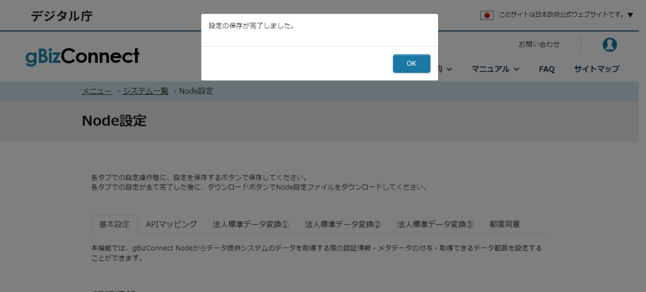 デジタル庁
設定の保存が完了しました。
このサイトは日本政府公式ウェブサイトです。▼
OK
お問い合わせ
gBizConnect
約
マニュアル
FAQ
サイトマップ
メニュー > システム一覧 > Node設定
Node設定
各タブでの設定操作毎に、設定を保存するボタンで保存してください。
各タブでの設定が全て完了した後に、ダウンロードボタンでNode設定ファイルをダウンロードしてください。
基本設定 APIマッピング 法人標準データ変換① 法人標準データ変換② 法人標準データ変換③ 都度同意
本機能では、gBizConnect Nodeからデータ提供システムのデータを取得する際の認証情報・メタデータの付与・取得できるデータ範囲を設定する
ことができます。